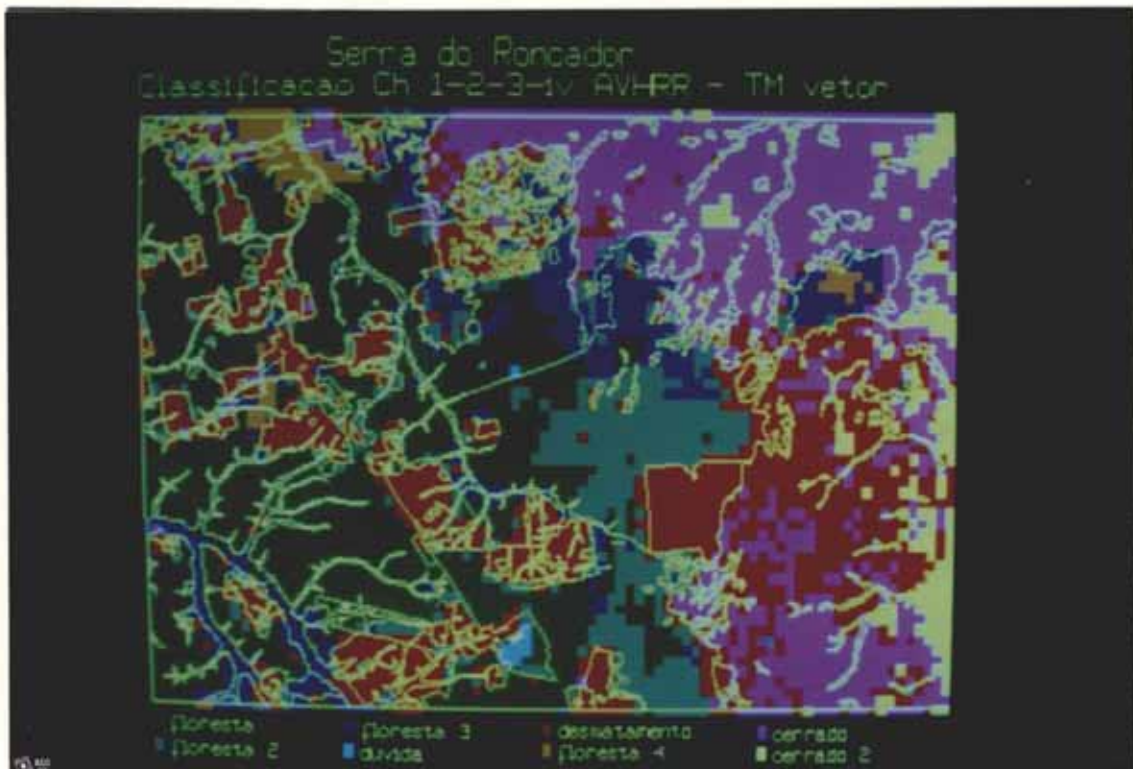 Serra do Roncador
Classificacao Ch 1-2-3-iv AVHRR - TM vetor
floresta floresta 3 desmatamento cerrado
floresta 2 duvida floresta 4 cerrado 2